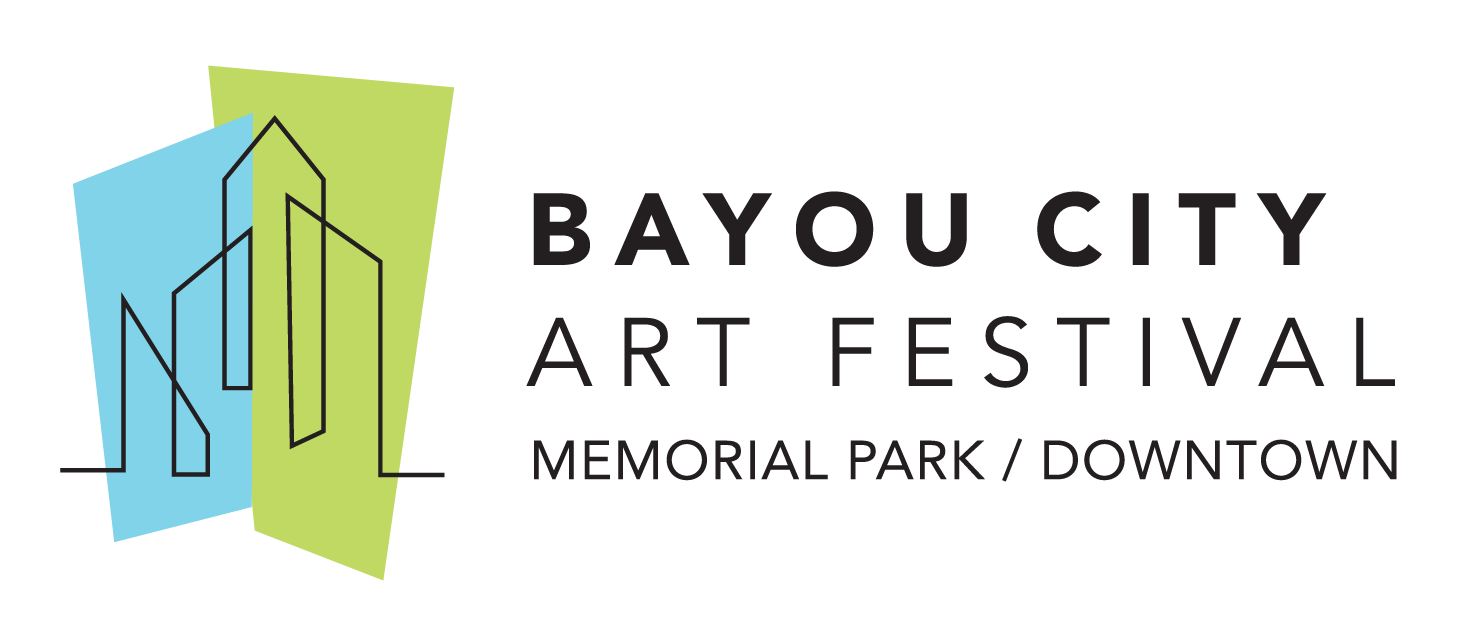 BAYOU CITY
ART FESTIVAL
MEMORIAL PARK / DOWNTOWN